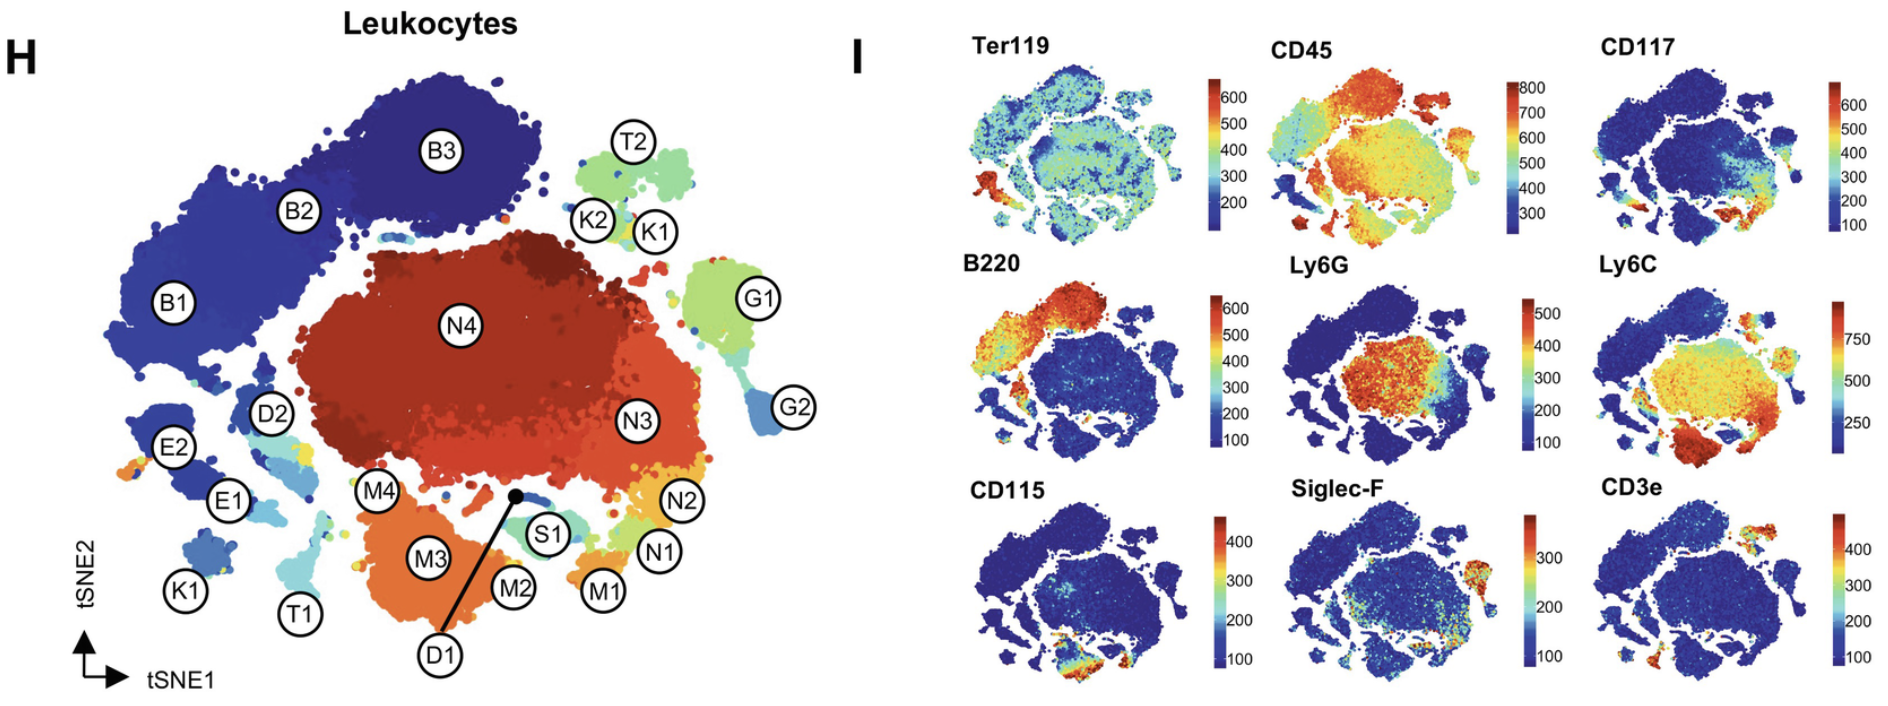 Leukocytes
H
B3
T2
B2
K2
K1
B1
N4
G1
D2
N3
G2
E2
M4
E1
N2
S1
N1
M3
M2
M1
K1
T1
D1
tSNE2
tSNE1
I
Ter119
600
500
400
300
200
CD45
800
700
600
500
400
300
CD117
600
500
400
300
200
100
B220
600
500
400
300
200
100
Ly6G
500
400
300
200
100
Ly6C
750
500
250
CD115
400
300
200
100
Siglec-F
300
200
100
CD3e
400
300
200
100